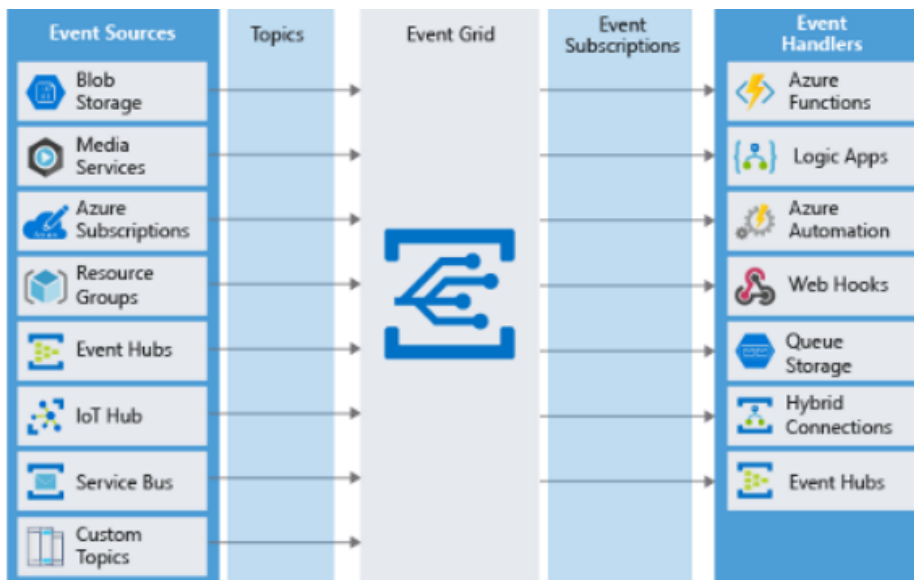 Event Sources
Topics
Event Grid
Event
Subscriptions
Event
Handlers
Blob
Storage
Media
Services
Azure
Subscriptions
Resource
Groups
Event Hubs
IoT Hub
Service Bus
Custom
Topics
Azure
Functions
Logic Apps
Azure
Automation
Web Hooks
Queue
Storage
Hybrid
Connections
Event Hubs